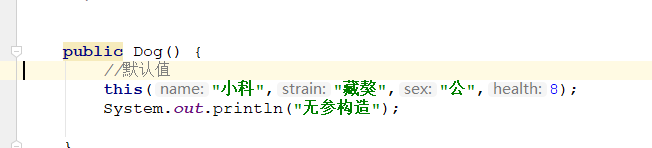 public Dog() {
//默认值
this( name: "小科", strain: "藏獒", sex: "公", health: 8);
System.out.println("无参构造");
}